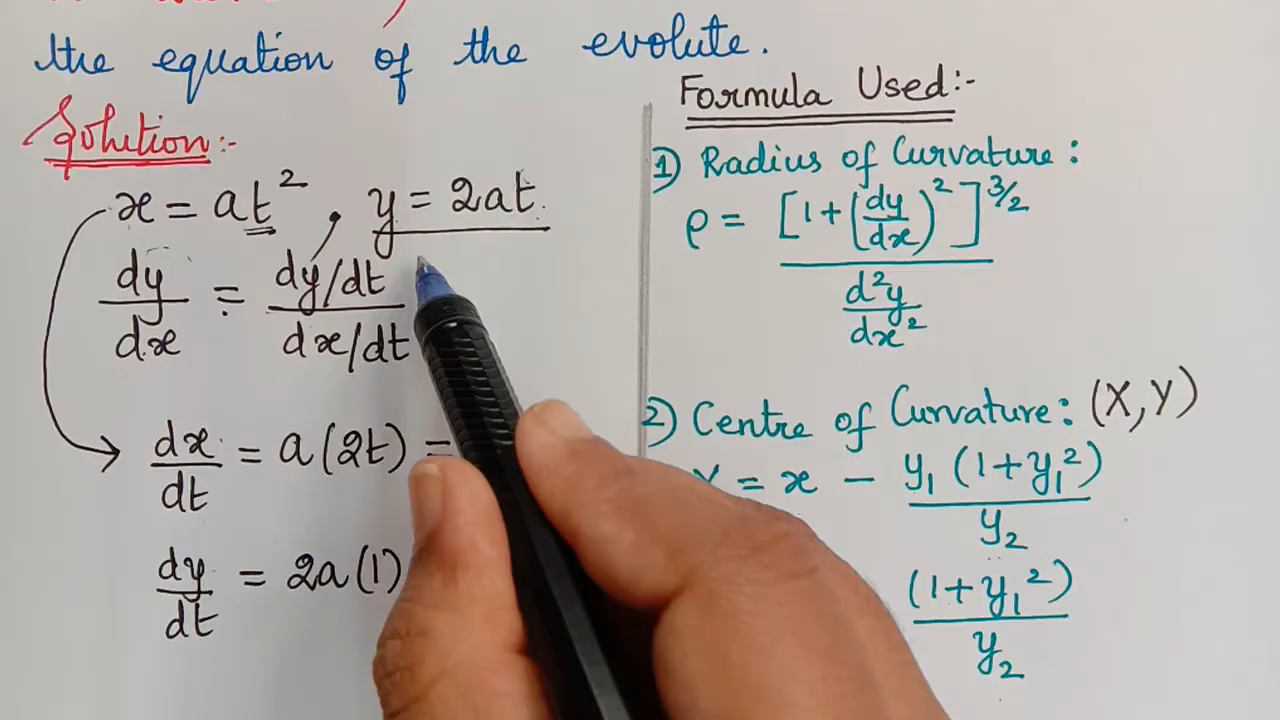 the equation of the evolute.
Solution:-
x = at², y = 2at.
dy/dx = dy/dt / dx/dt
dx/dt = a(2t) =
dy/dt = 2a(1)
Formula Used:-
1) Radius of Curvature:
ρ = [1+(dy/dx)²]^3/2 / d²y/dx²
2) Centre of Curvature: (X,Y)
= x - y₁(1+y₁²) / y₂
(1+y₁²) / y₂